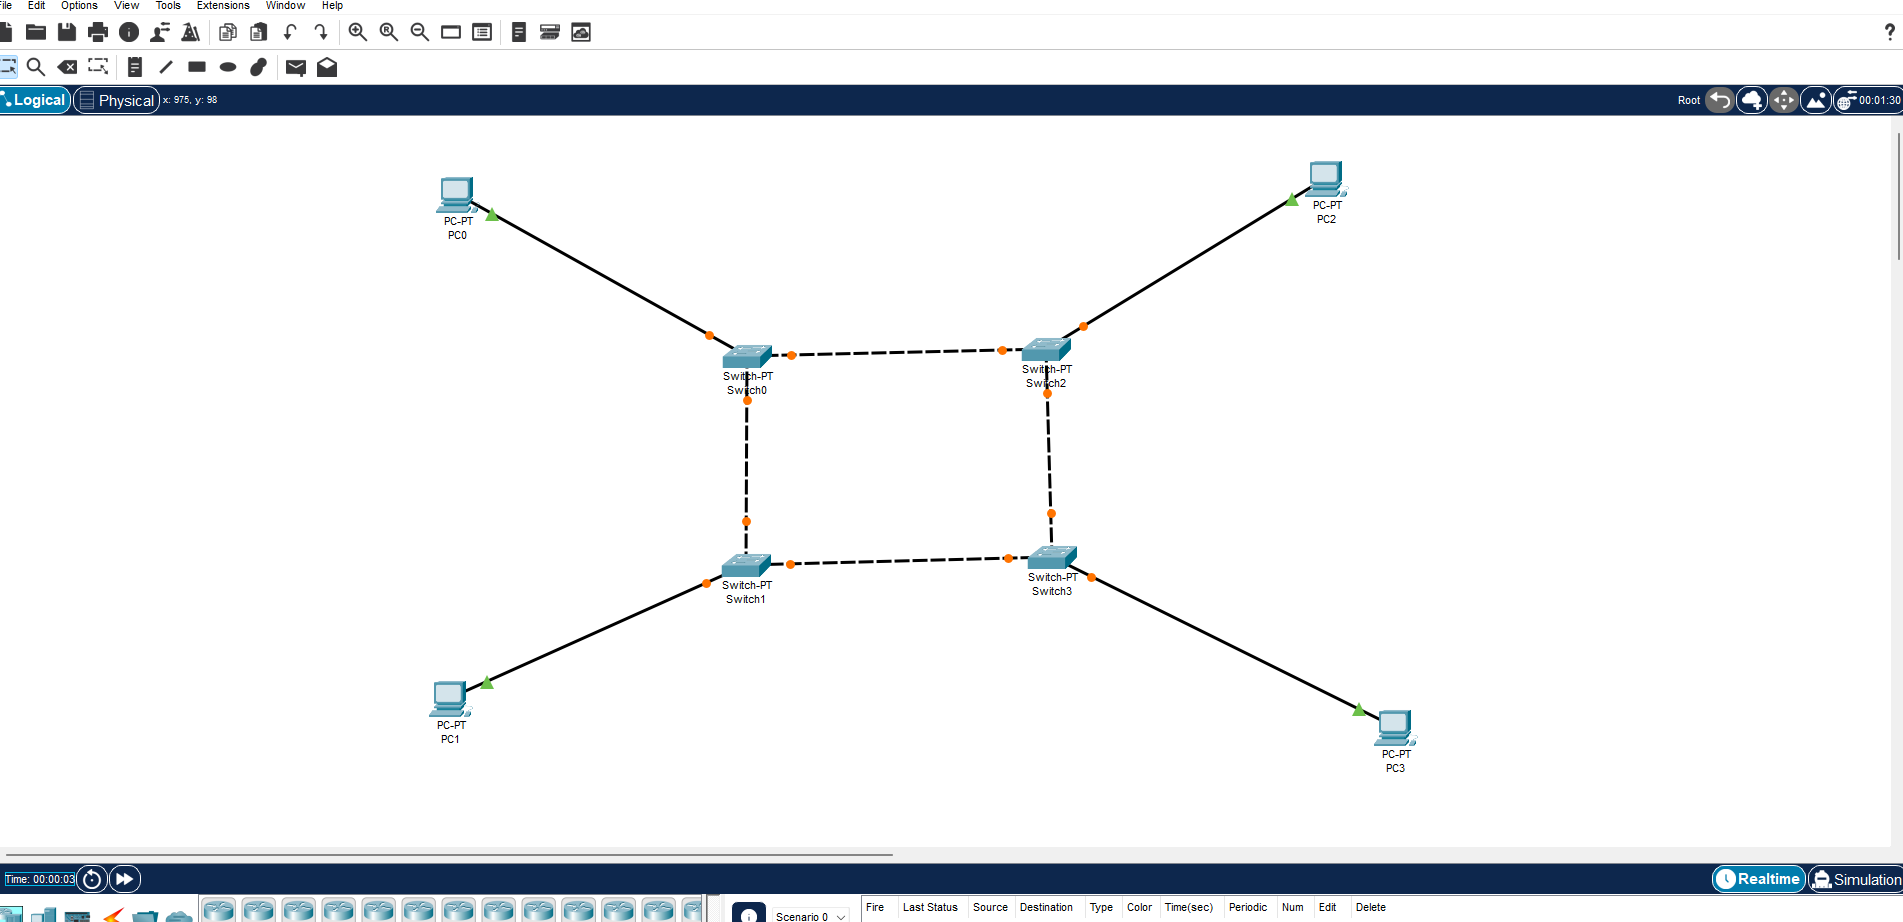 File Edit Options View Tools Extensions Window Help
?
Logical Physical x: 975, y: 98 Root 00:01:30
PC-PT
PC0
PC-PT
PC2
Switch-PT
Switch0
Switch-PT
Switch2
Switch-PT
Switch1
Switch-PT
Switch3
PC-PT
PC1
PC-PT
PC3
Time: 00:00:03 Realtime Simulation
Scenario 0 Fire Last Status Source Destination Type Color Time(sec) Periodic Num Edit Delete